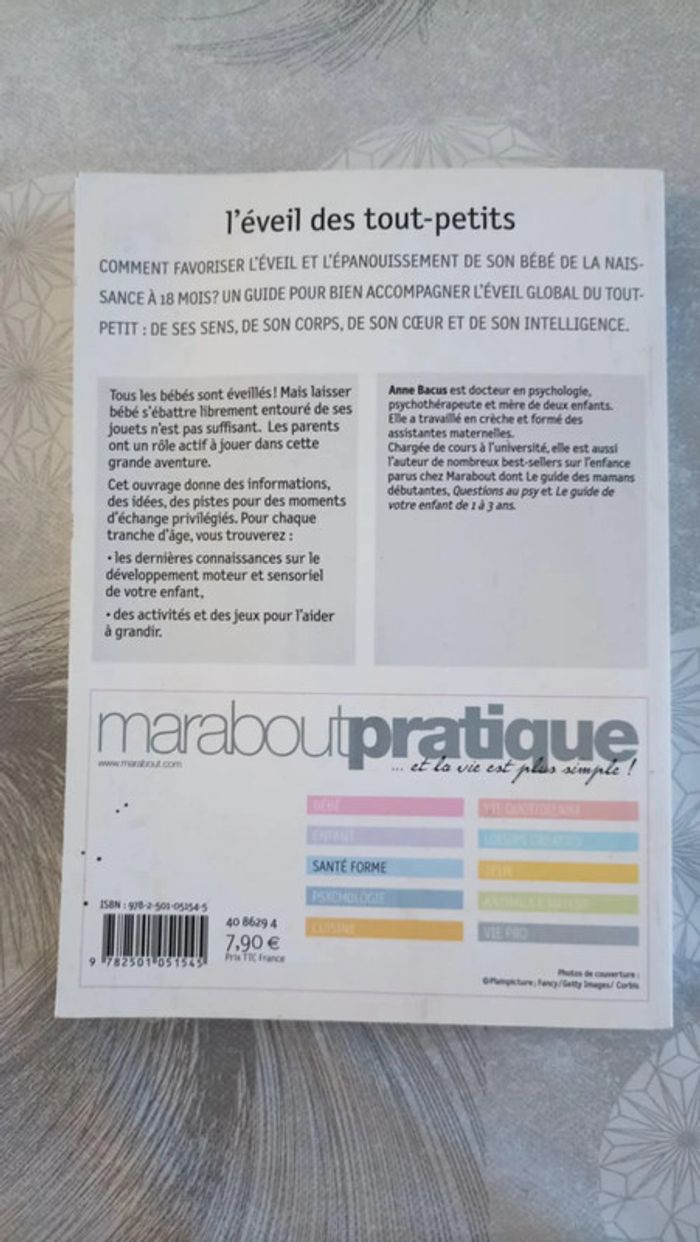 l'éveil des tout-petits
COMMENT FAVORISER L'ÉVEIL ET L'ÉPANOUISSEMENT DE SON BÉBÉ DE LA NAIS-
SANCE À 18 MOIS? UN GUIDE POUR BIEN ACCOMPAGNER L'ÉVEIL GLOBAL DU TOUT-
PETIT : DE SES SENS, DE SON CORPS, DE SON CŒUR ET DE SON INTELLIGENCE.
Tous les bébés sont éveillés! Mais laisser
bébé s'ébattre librement entouré de ses
jouets n'est pas suffisant. Les parents
ont un rôle actif à jouer dans cette
grande aventure.
Cet ouvrage donne des informations,
des idées, des pistes pour des moments
d'échange privilégiés. Pour chaque
tranche d'âge, vous trouverez :
• les dernières connaissances sur le
développement moteur et sensoriel
de votre enfant,
• des activités et des jeux pour l'aider
à grandir.
Anne Bacus est docteur en psychologie,
psychothérapeute et mère de deux enfants.
Elle a travaillé en crèche et formé des
assistantes maternelles.
Chargée de cours à l'université, elle est aussi
l'auteur de nombreux best-sellers sur l'enfance
parus chez Marabout dont Le guide des mamans
débutantes, Questions au psy et Le guide de
votre enfant de 1 à 3 ans.
maraboutpratique
www.marabout.com
... et la vie est plus simple !
BÉBÉ
ENFANT
SANTÉ FORME
PSYCHOLOGIE
CUISINE
VIE QUOTIDIENNE
LOISIRS CRÉATIFS
JEUX
VIE PRO
ISBN : 978-2-501-05154-5
9 782501 051545
40 8629 4
7,90 €
Prix TTC France
Photos de couverture :
©Plainpicture; Fancy/Getty Images/ Corbis